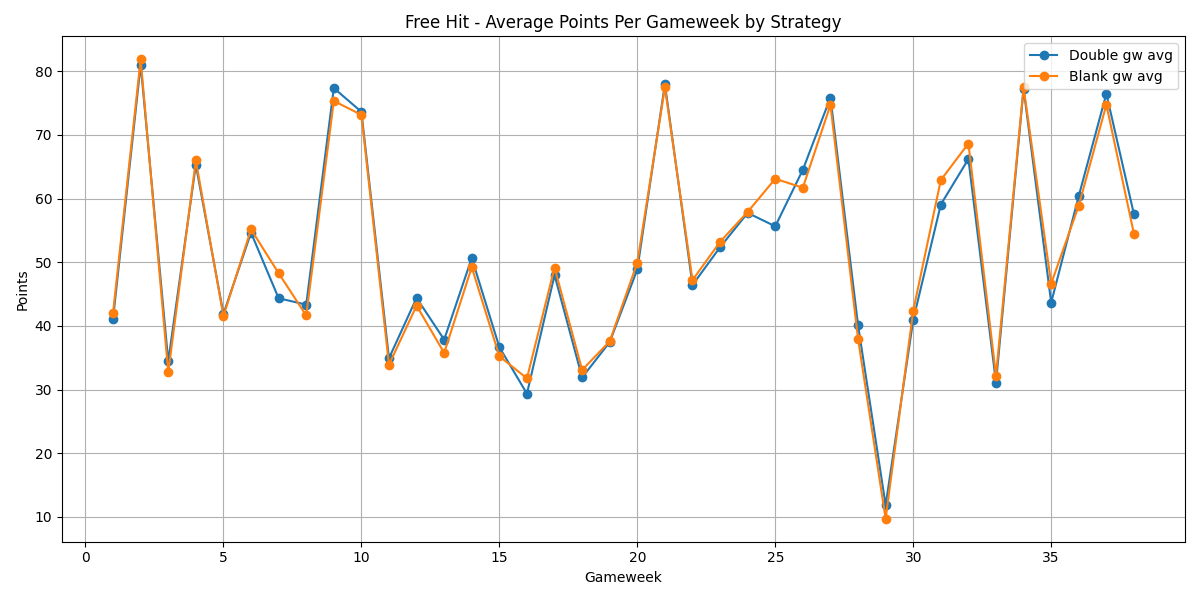 Free Hit - Average Points Per Gameweek by Strategy
Double gw avg
Blank gw avg
Points
80
70
60
50
40
30
20
10
0 5 10 15 20 25 30 35
Gameweek